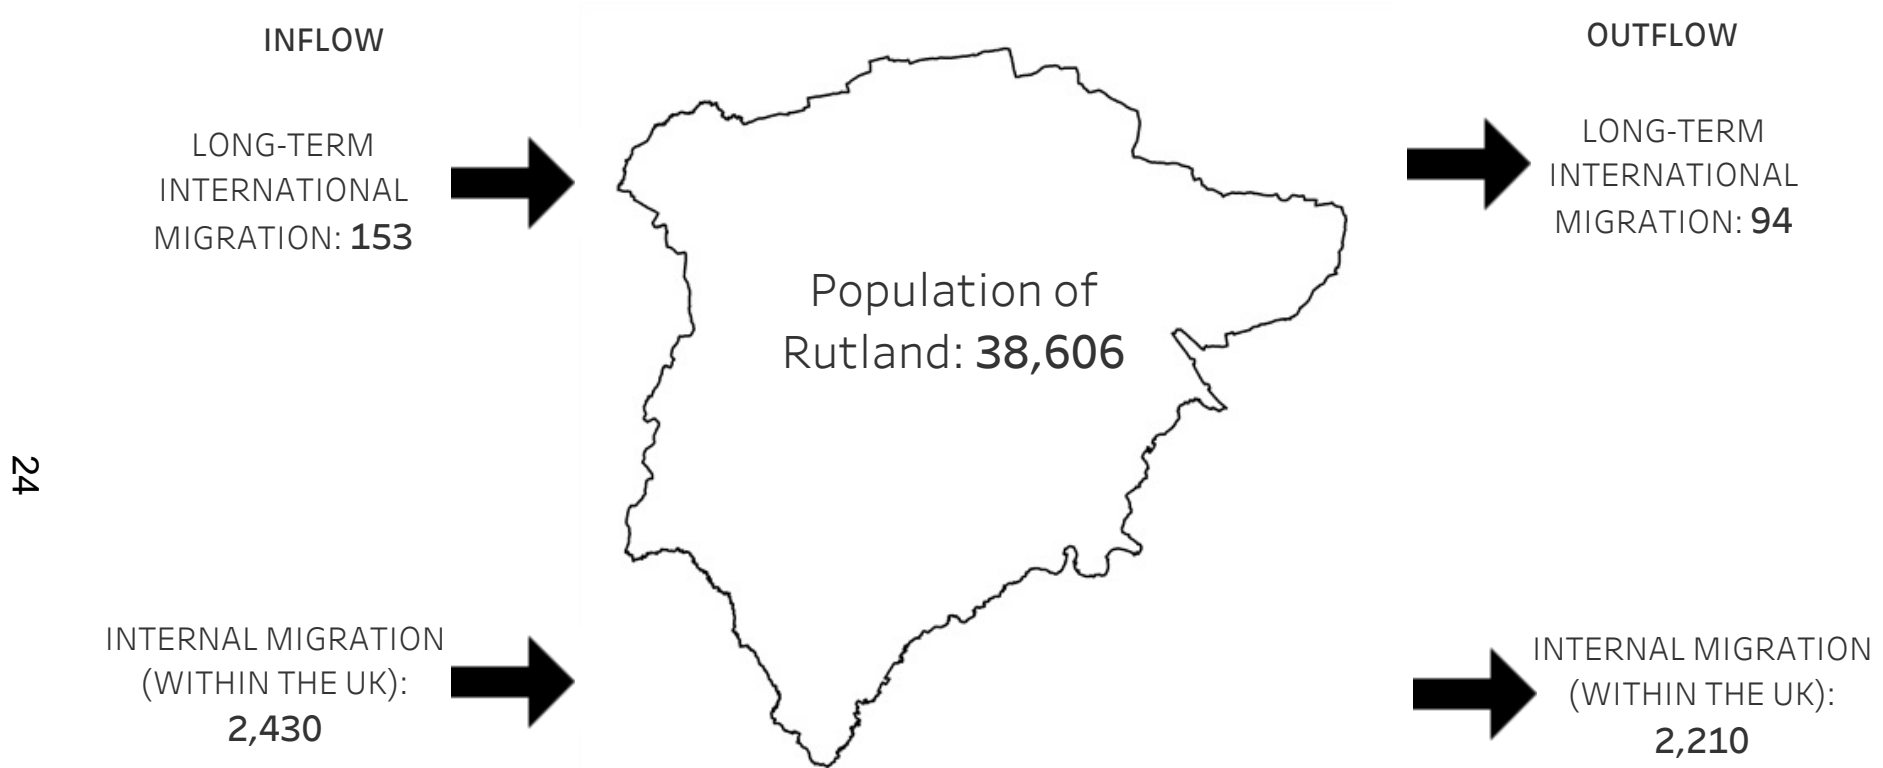 INFLOW
LONG-TERM
INTERNATIONAL
MIGRATION: 153
INTERNAL MIGRATION
(WITHIN THE UK):
2,430
Population of
Rutland: 38,606
OUTFLOW
LONG-TERM
INTERNATIONAL
MIGRATION: 94
INTERNAL MIGRATION
(WITHIN THE UK):
2,210
24